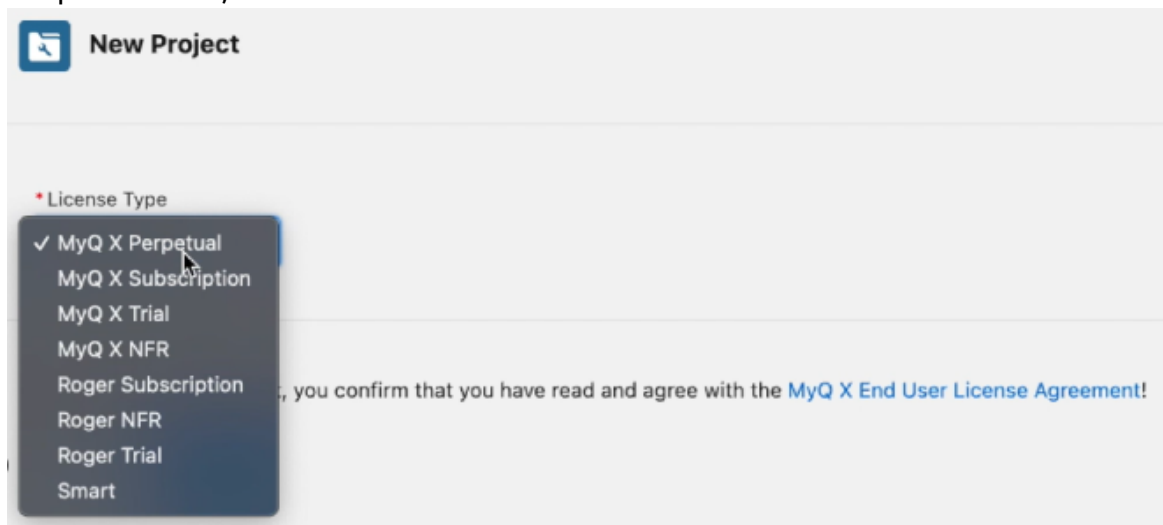 New Project
*License Type
✓ MyQ X Perpetual
MyQ X Subscription
MyQ X Trial
MyQ X NFR
Roger Subscription
, you confirm that you have read and agree with the MyQ X End User License Agreement!
Roger NFR
Roger Trial
Smart